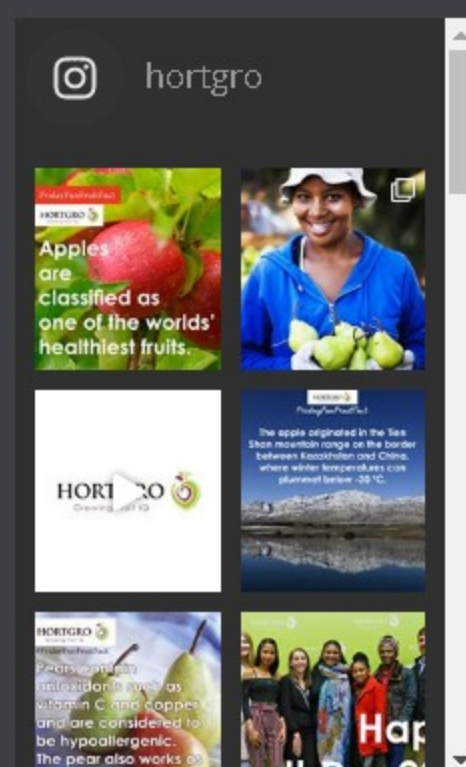 hortgro
FridayFunFruitFact
HORTGRO
Apples
are
classified as
one of the worlds'
healthiest fruits.
HORTGRO
Growing Fruit IQ
HORTGRO
FridayFunFruitFact
The apple originated in the Tien
Shan mountain range on the border
between Kazakhstan and China,
where winter temperatures can
plummet below -20 °C.
HORTGRO
#FridayFunFruitFact
Pears contain
antioxidants such as
vitamin C and copper
and are considered to
be hypoallergenic.
The pear also works as
Hap